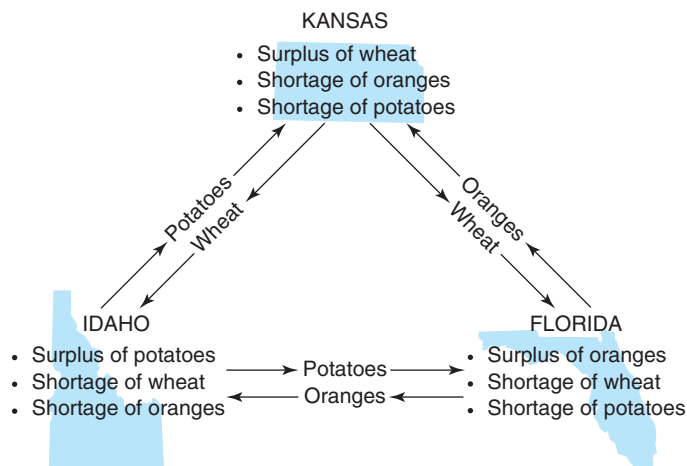 KANSAS
• Surplus of wheat
• Shortage of oranges
• Shortage of potatoes
Potatoes
Wheat
Oranges
Wheat
IDAHO
• Surplus of potatoes
• Shortage of wheat
• Shortage of oranges
Potatoes
Oranges
FLORIDA
• Surplus of oranges
• Shortage of wheat
• Shortage of potatoes